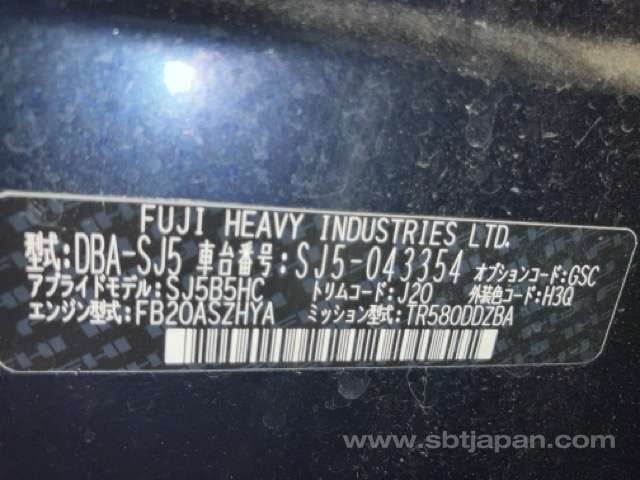 FUJI HEAVY INDUSTRIES LTD.
型式:DBA-SJ5 車台番号:SJ5-043354 オプションコード:GSC
アプライドモデル:SJ5B5HC トリムコード:J20 外装色コード:H3Q
エンジン型式:FB20ASZHYA ミッション型式:TR580DDZBA
www.sbtjapan.com